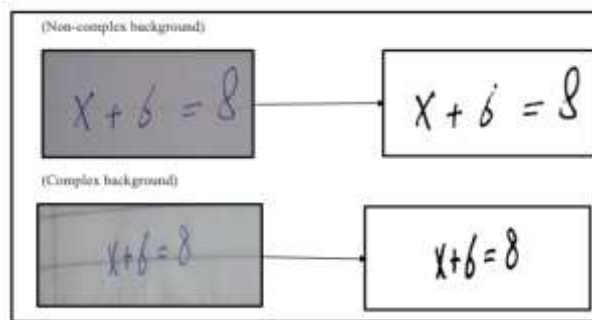 (Non-complex background)
x + 6 = 8
x + 6 = 8
(Complex background)
x+6=8
x+6=8